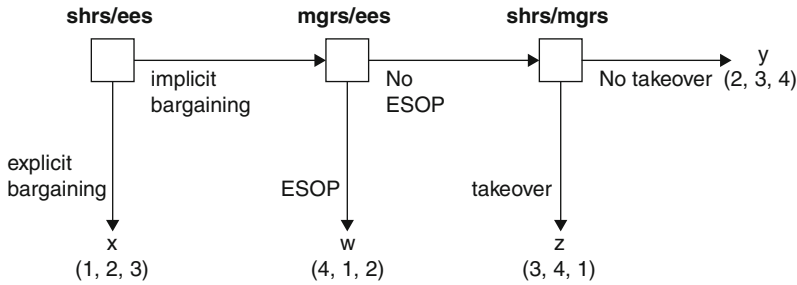 shrs/ees
mgrs/ees
shrs/mgrs
implicit
bargaining
No
ESOP
No takeover
y
(2, 3, 4)
explicit
bargaining
ESOP
takeover
x
(1, 2, 3)
w
(4, 1, 2)
z
(3, 4, 1)